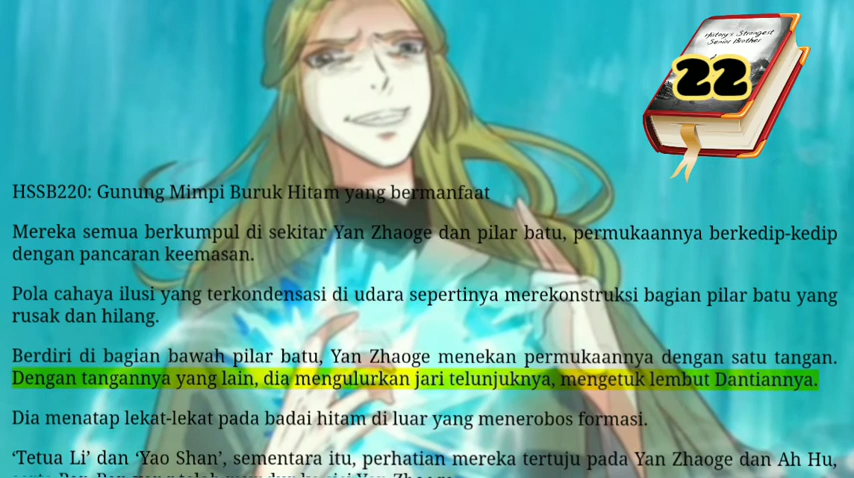 History's Strongest
Senior Brother
22
HSSB220: Gunung Mimpi Buruk Hitam yang bermanfaat
Mereka semua berkumpul di sekitar Yan Zhaoge dan pilar batu, permukaannya berkedip-kedip
dengan pancaran keemasan.
Pola cahaya ilusi yang terkondensasi di udara sepertinya merekonstruksi bagian pilar batu yang
rusak dan hilang.
Berdiri di bagian bawah pilar batu, Yan Zhaoge menekan permukaannya dengan satu tangan.
Dengan tangannya yang lain, dia mengulurkan jari telunjuknya, mengetuk lembut Dantiannya.
Dia menatap lekat-lekat pada badai hitam di luar yang menerobos formasi.
‘Tetua Li’ dan ‘Yao Shan’, sementara itu, perhatian mereka tertuju pada Yan Zhaoge dan Ah Hu,